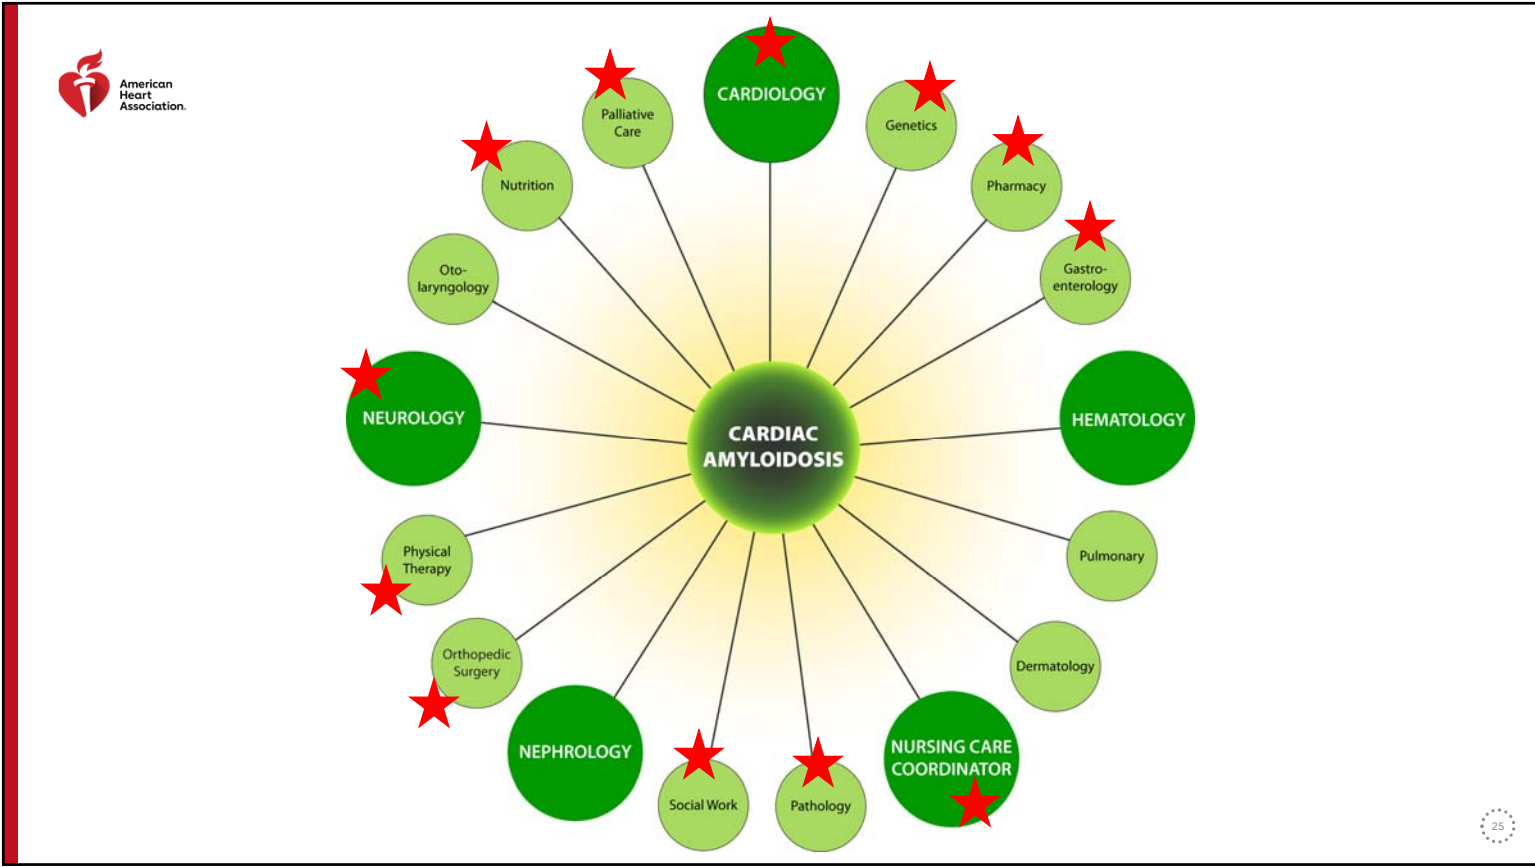 American
Heart
Association.
CARDIOLOGY
Palliative
Care
Genetics
Nutrition
Pharmacy
Oto-
laryngology
Gastro-
enterology
NEUROLOGY
HEMATOLOGY
CARDIAC
AMYLOIDOSIS
Physical
Therapy
Pulmonary
Orthopedic
Surgery
Dermatology
NEPHROLOGY
NURSING CARE
COORDINATOR
Social Work
Pathology
25